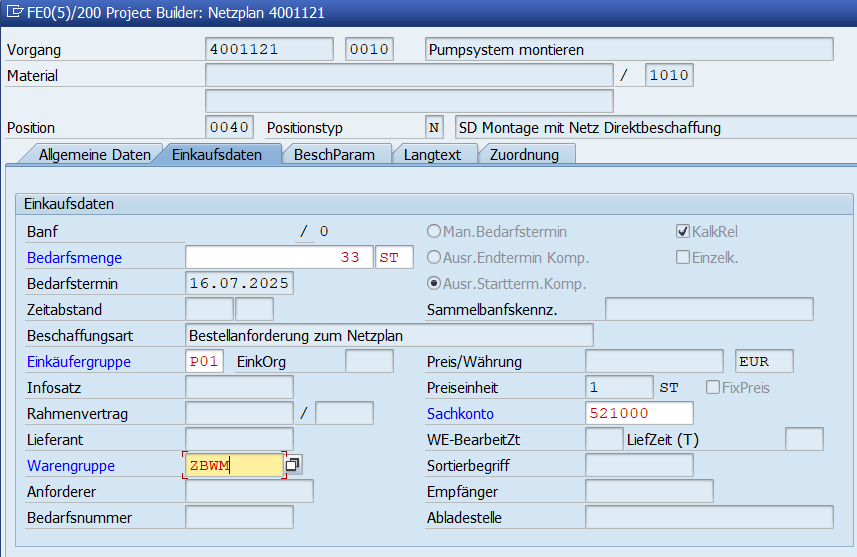 FE0(5)/200 Project Builder: Netzplan 4001121
Vorgang 4001121 0010 Pumpsystem montieren
Material / 1010
Position 0040 Positionstyp N SD Montage mit Netz Direktbeschaffung
Allgemeine Daten Einkaufsdaten BeschParam Langtext Zuordnung
Einkaufsdaten
Banf / 0 Man.Bedarfstermin KalkRel
Bedarfsmenge 33 ST Ausr.Endtermin Komp. Einzelk.
Bedarfstermin 16.07.2025 Ausr.Startterm.Komp.
Zeitabstand Sammelbanfskennz.
Beschaffungsart Bestellanforderung zum Netzplan
Einkäufergruppe P01 EinkOrg Preis/Währung EUR
Infosatz Preiseinheit 1 ST FixPreis
Rahmenvertrag / Sachkonto 521000
Lieferant WE-BearbeitZt LiefZeit (T)
Warengruppe ZBWM Sortierbegriff
Anforderer Empfänger
Bedarfsnummer Abladestelle